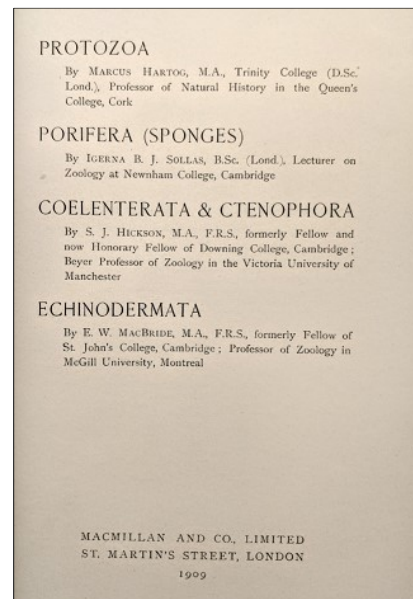 PROTOZOA
By MARCUS HARTOG, M.A., Trinity College (D.Sc.
Lond.), Professor of Natural History in the Queen's
College, Cork
PORIFERA (SPONGES)
By IGERNA B. J. SOLLAS, B.Sc. (Lond.), Lecturer on
Zoology at Newnham College, Cambridge
COELENTERATA & CTENOPHORA
By S. J. HICKSON, M.A., F.R.S., formerly Fellow and
now Honorary Fellow of Downing College, Cambridge;
Beyer Professor of Zoology in the Victoria University of
Manchester
ECHINODERMATA
By E. W. MACBRIDE, M.A., F.R.S., formerly Fellow of
St. John's College, Cambridge; Professor of Zoology in
McGill University, Montreal
MACMILLAN AND CO., LIMITED
ST. MARTIN'S STREET, LONDON
1909